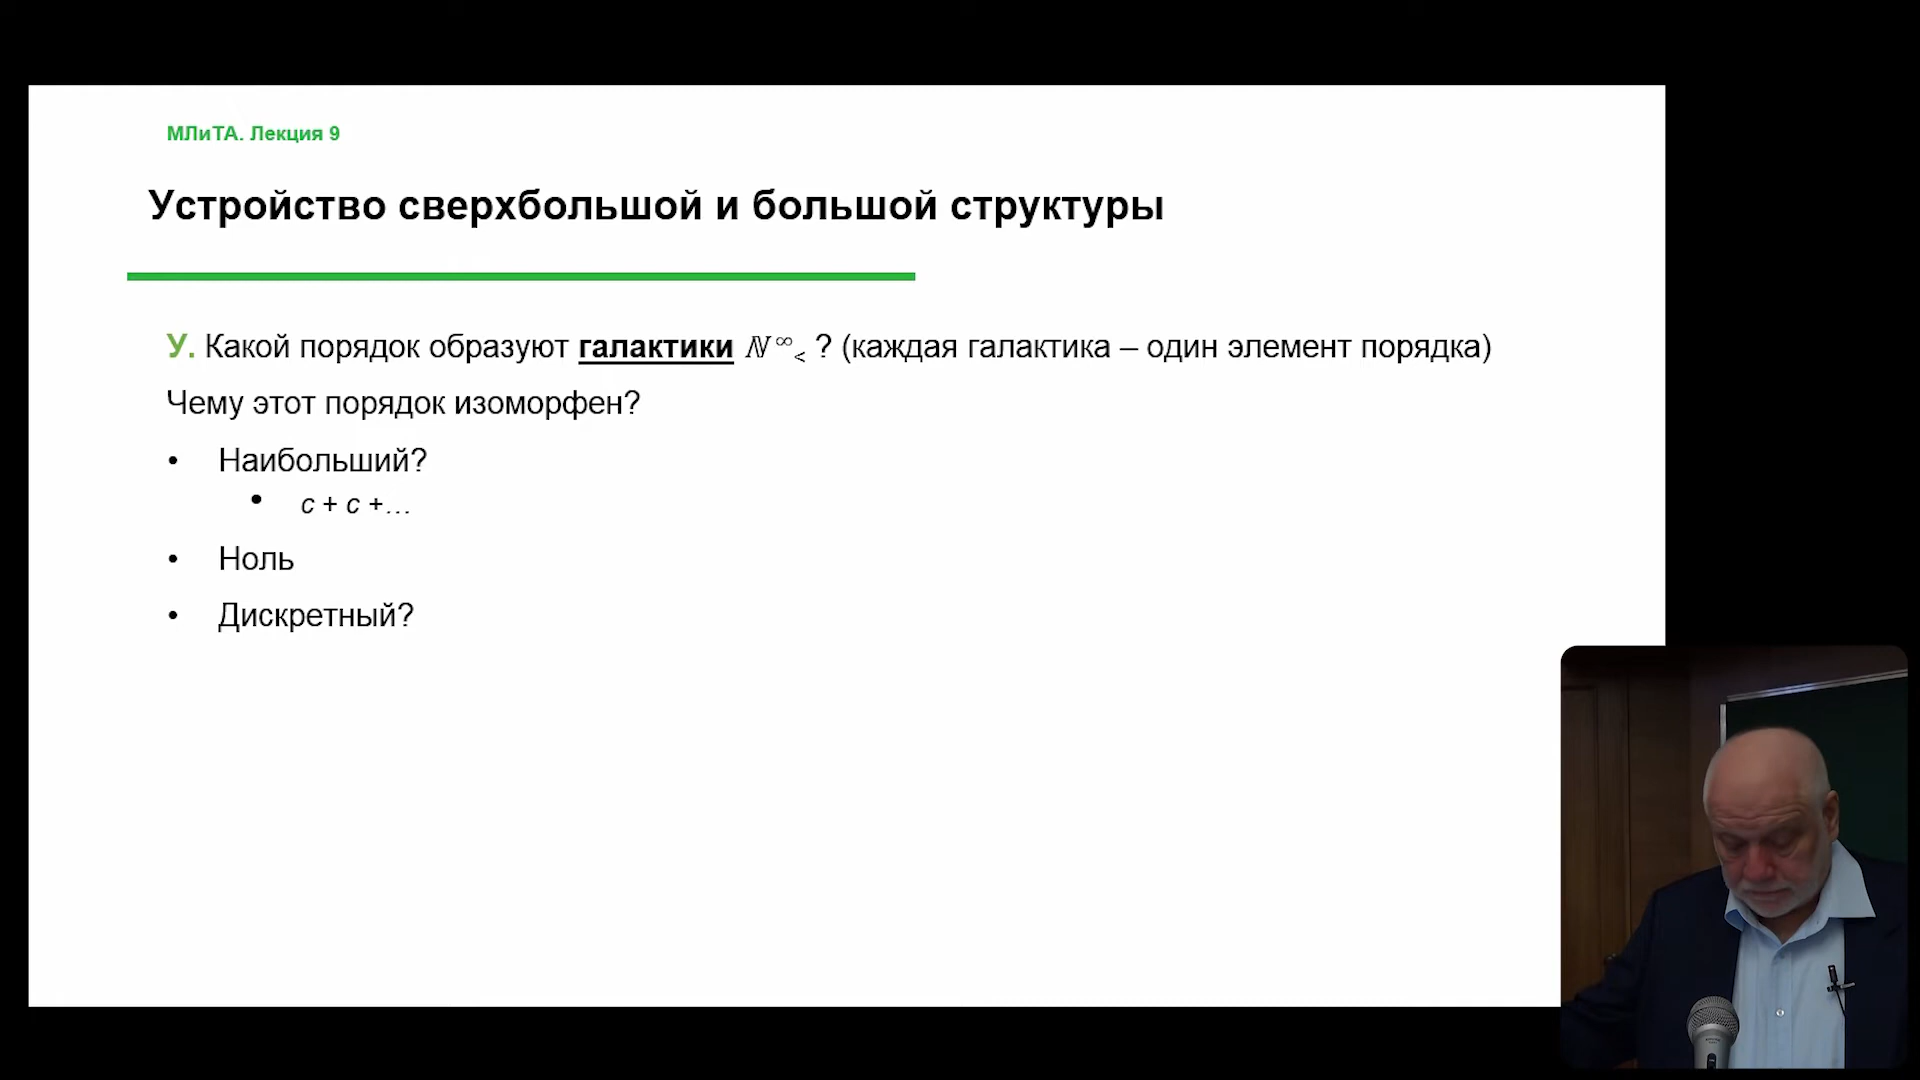 МЛиТА. Лекция 9
Устройство сверхбольшой и большой структуры
У. Какой порядок образуют галактики ℕ∞< ? (каждая галактика – один элемент порядка)
Чему этот порядок изоморфен?
• Наибольший?
• c + c +…
• Ноль
• Дискретный?